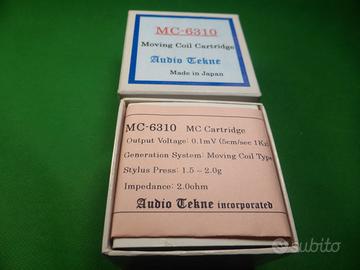 MC-6310
Moving Coil Cartridge
Audio Tekne
Made in Japan
MC-6310 MC Cartridge
Output Voltage: 0.1mV (5cm/sec 1Kz)
Generation System: Moving Coil Type
Stylus Press: 1.5-2.0g
Impedance: 2.0ohm
Audio Tekne incorporated
subito